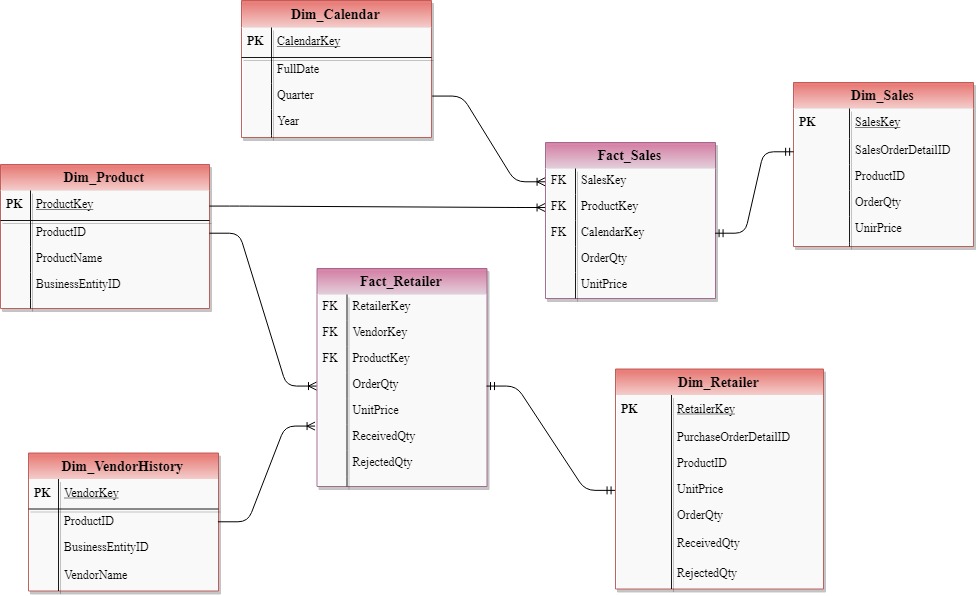 Dim_Calendar
PK CalendarKey
FullDate
Quarter
Year
Dim_Sales
PK SalesKey
SalesOrderDetailID
ProductID
OrderQty
UnirPrice
Fact_Sales
FK SalesKey
FK ProductKey
FK CalendarKey
OrderQty
UnitPrice
Dim_Product
PK ProductKey
ProductID
ProductName
BusinessEntityID
Fact_Retailer
FK RetailerKey
FK VendorKey
FK ProductKey
OrderQty
UnitPrice
ReceivedQty
RejectedQty
Dim_Retailer
PK RetailerKey
PurchaseOrderDetailID
ProductID
UnitPrice
OrderQty
ReceivedQty
RejectedQty
Dim_VendorHistory
PK VendorKey
ProductID
BusinessEntityID
VendorName